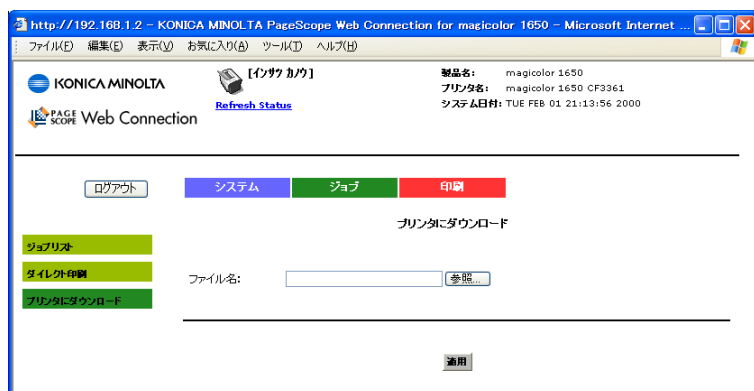 http://192.168.1.2 - KONICA MINOLTA PageScope Web Connection for magicolor 1650 - Microsoft Internet ...
ファイル(F) 編集(E) 表示(V) お気に入り(A) ツール(T) ヘルプ(H)
KONICA MINOLTA
[インサツ カノウ]
製品名: magicolor 1650
プリンタ名: magicolor 1650 CF3361
システム日付: TUE FEB 01 21:13:56 2000
Refresh Status
PAGE SCOPE Web Connection
ログアウト
システム ジョブ 印刷
プリンタにダウンロード
ジョブリスト
ダイレクト印刷
プリンタにダウンロード
ファイル名: 参照...
適用